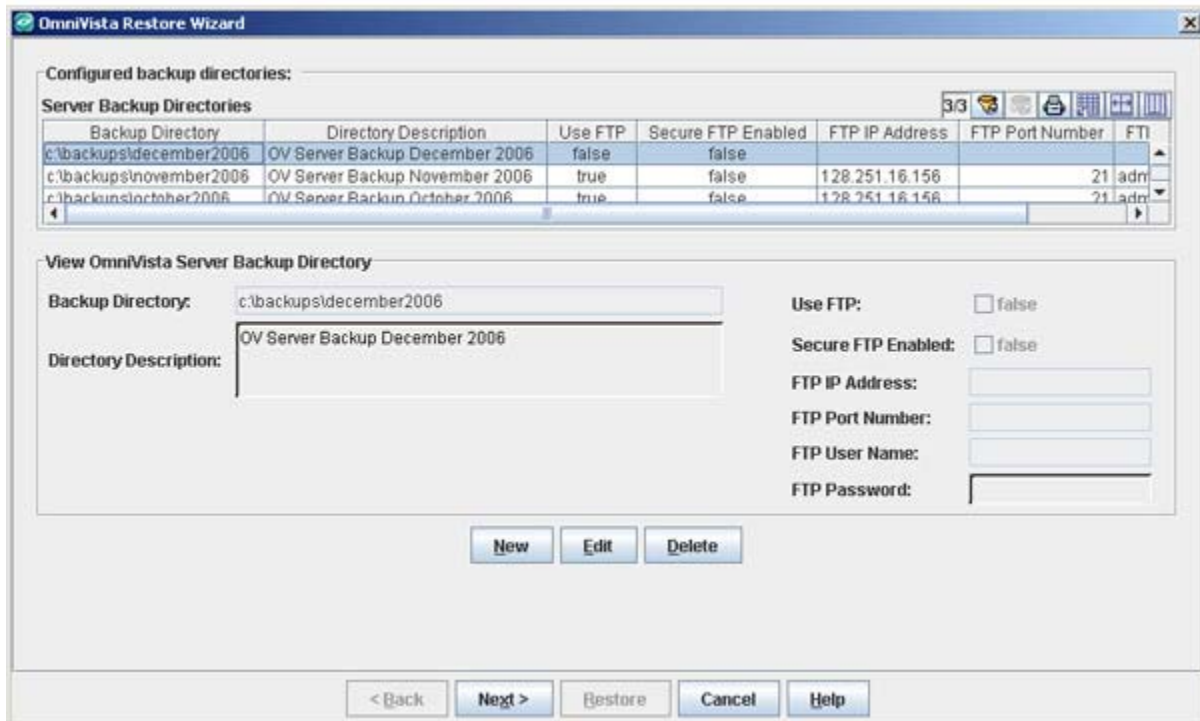 OmniVista Restore Wizard
Configured backup directories:
Server Backup Directories 3/3
Backup Directory Directory Description Use FTP Secure FTP Enabled FTP IP Address FTP Port Number FTI
c:\backups\december2006 OV Server Backup December 2006 false false
c:\backups\november2006 OV Server Backup November 2006 true false 128.251.16.156 21 adm
c:\backups\october2006 OV Server Backup October 2006 true false 128.251.16.156 21 adm
View OmniVista Server Backup Directory
Backup Directory: c:\backups\december2006 Use FTP: false
Directory Description: OV Server Backup December 2006 Secure FTP Enabled: false
FTP IP Address:
FTP Port Number:
FTP User Name:
FTP Password:
New Edit Delete
< Back Next > Restore Cancel Help